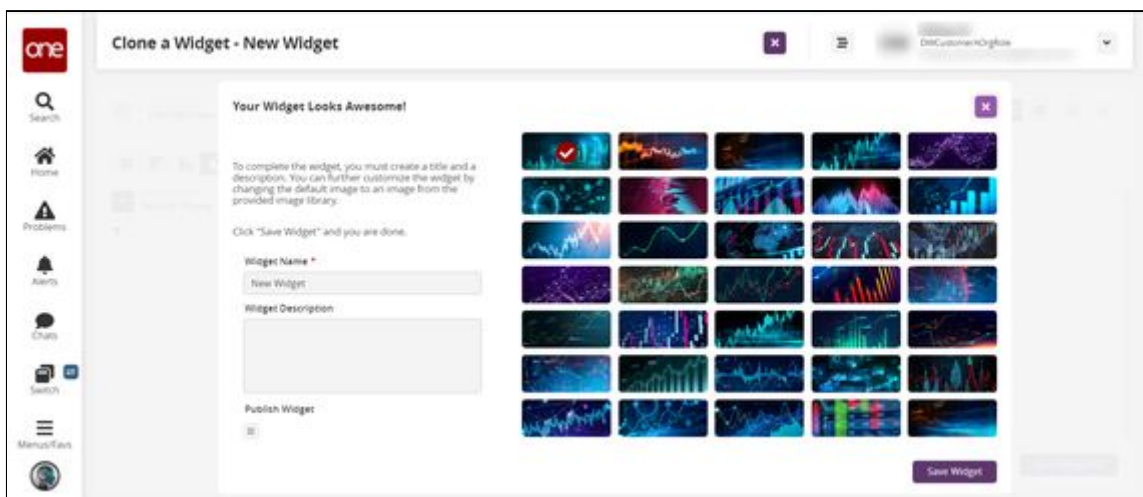 one
Clone a Widget - New Widget
DWCustomerAOrgRole
Search
Home
Problems
Alerts
Chats
Switch
Menus/Favs
Your Widget Looks Awesome!
To complete the widget, you must create a title and a
description. You can further customize the widget by
changing the default image to an image from the
provided image library.
Click "Save Widget" and you are done.
Widget Name *
New Widget
Widget Description
Publish Widget
Save Widget